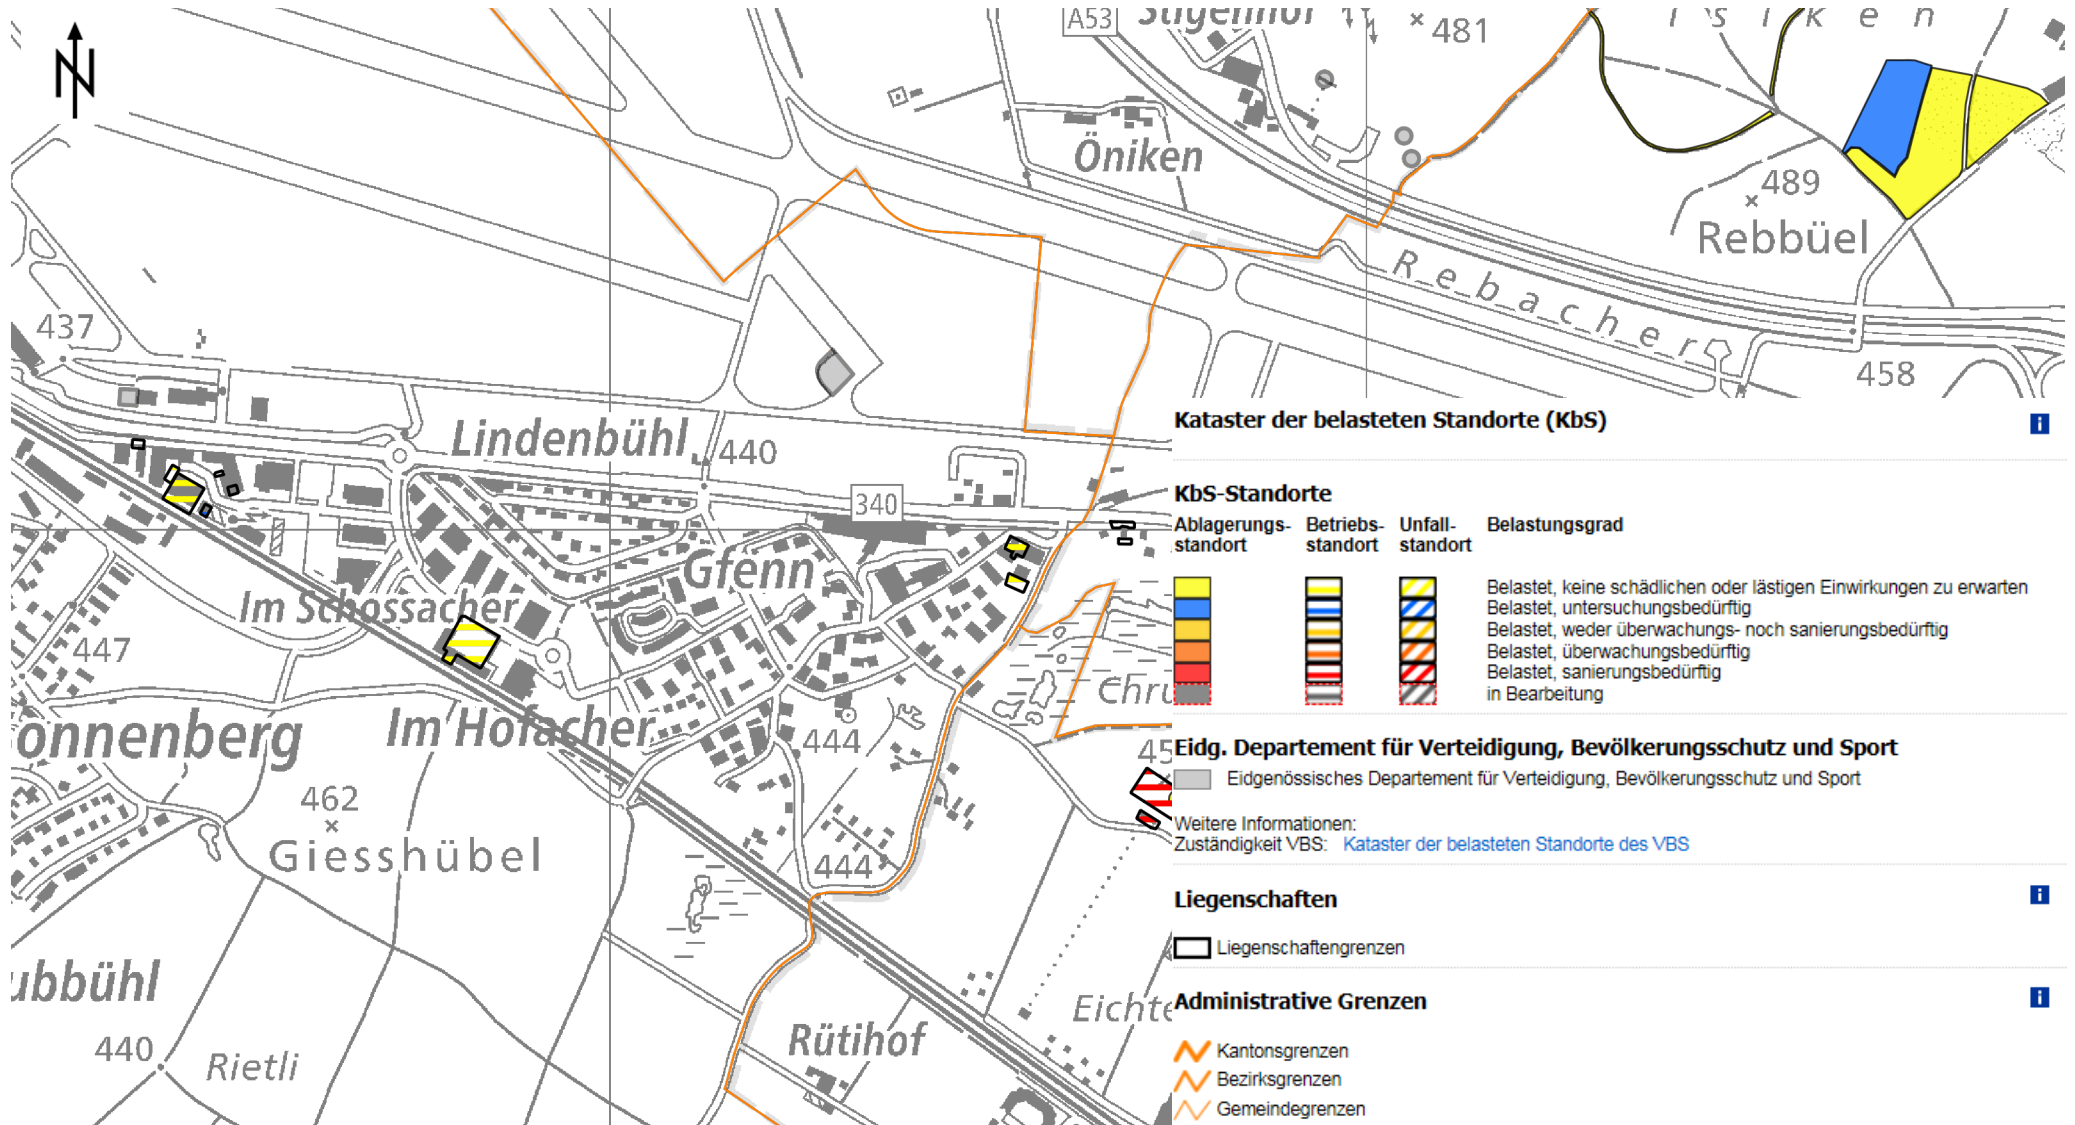 N
A53
481
Öniken
489
Rebbüel
Rebacher
437
458
Lindenbühl
440
340
Gfenn
Im Schossacher
447
Im Hofacher
444
462
Giesshübel
444
440
Rietli
Rütihof
Kataster der belasteten Standorte (KbS)
i
KbS-Standorte
Ablagerungs- Betriebs- Unfall- Belastungsgrad
standort standort standort
Belastet, keine schädlichen oder lästigen Einwirkungen zu erwarten
Belastet, untersuchungsbedürftig
Belastet, weder überwachungs- noch sanierungsbedürftig
Belastet, überwachungsbedürftig
Belastet, sanierungsbedürftig
in Bearbeitung
Eidg. Departement für Verteidigung, Bevölkerungsschutz und Sport
Eidgenössisches Departement für Verteidigung, Bevölkerungsschutz und Sport
Weitere Informationen:
Zuständigkeit VBS: Kataster der belasteten Standorte des VBS
Liegenschaften
i
Liegenschaftengrenzen
Administrative Grenzen
i
Kantonsgrenzen
Bezirksgrenzen
Gemeindegrenzen